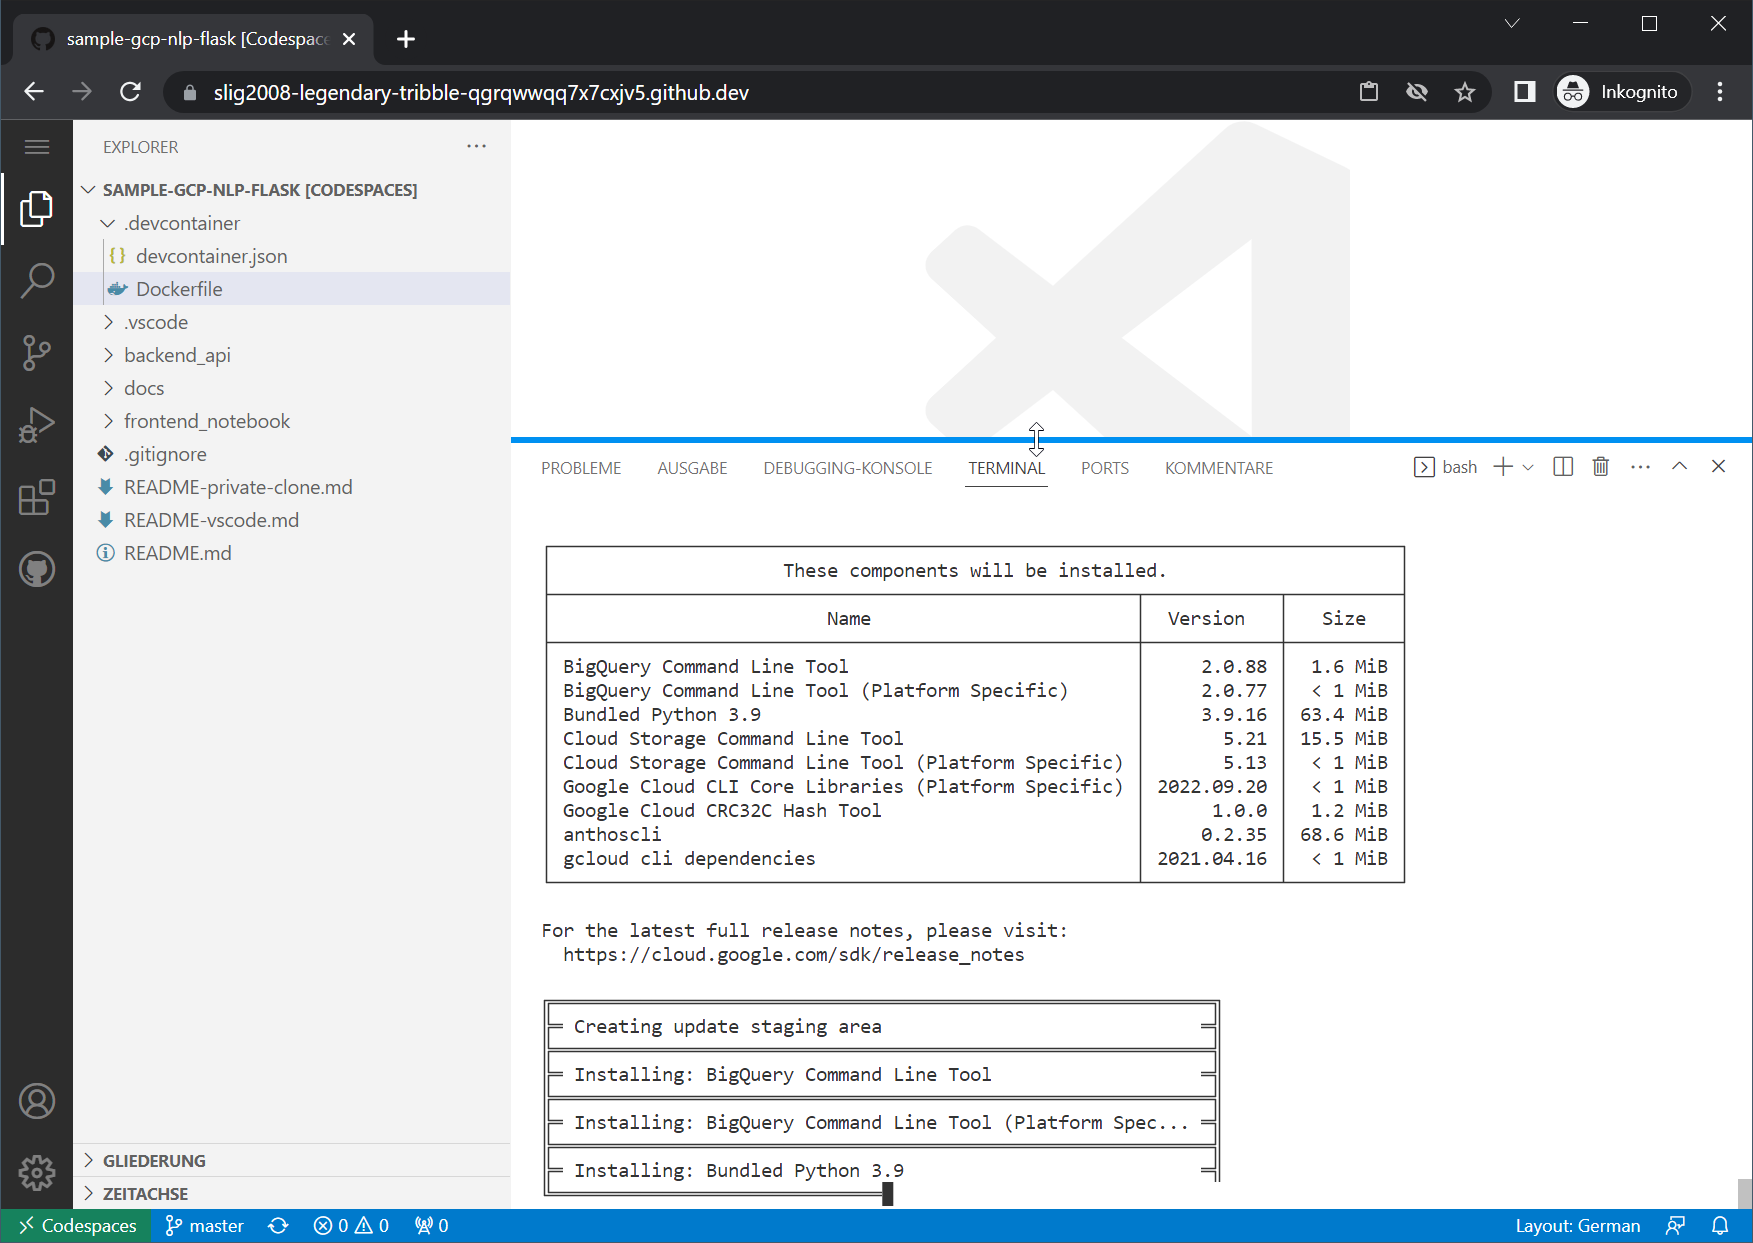 sample-gcp-nlp-flask [Codespace
slig2008-legendary-tribble-qgrqwwqq7x7cxjv5.github.dev
Inkognito
EXPLORER
SAMPLE-GCP-NLP-FLASK [CODESPACES]
.devcontainer
devcontainer.json
Dockerfile
.vscode
backend_api
docs
frontend_notebook
.gitignore
README-private-clone.md
README-vscode.md
README.md
GLIEDERUNG
ZEITACHSE
PROBLEME AUSGABE DEBUGGING-KONSOLE TERMINAL PORTS KOMMENTARE
bash
These components will be installed.
Name Version Size
BigQuery Command Line Tool 2.0.88 1.6 MiB
BigQuery Command Line Tool (Platform Specific) 2.0.77 < 1 MiB
Bundled Python 3.9 3.9.16 63.4 MiB
Cloud Storage Command Line Tool 5.21 15.5 MiB
Cloud Storage Command Line Tool (Platform Specific) 5.13 < 1 MiB
Google Cloud CLI Core Libraries (Platform Specific) 2022.09.20 < 1 MiB
Google Cloud CRC32C Hash Tool 1.0.0 1.2 MiB
anthoscli 0.2.35 68.6 MiB
gcloud cli dependencies 2021.04.16 < 1 MiB
For the latest full release notes, please visit:
https://cloud.google.com/sdk/release_notes
Creating update staging area
Installing: BigQuery Command Line Tool
Installing: BigQuery Command Line Tool (Platform Spec...
Installing: Bundled Python 3.9
Codespaces master 0 0 0 Layout: German